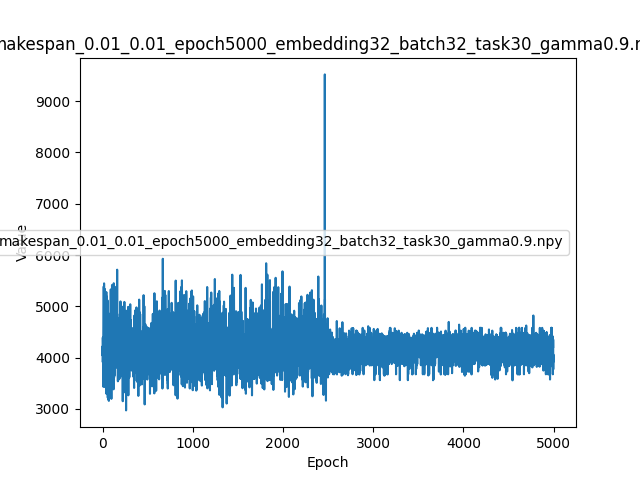 makespan_0.01_0.01_epoch5000_embedding32_batch32_task30_gamma0.9.n
9000
8000
7000
makespan_0.01_0.01_epoch5000_embedding32_batch32_task30_gamma0.9.npy
6000
5000
4000
3000
0 1000 2000 3000 4000 5000
Epoch